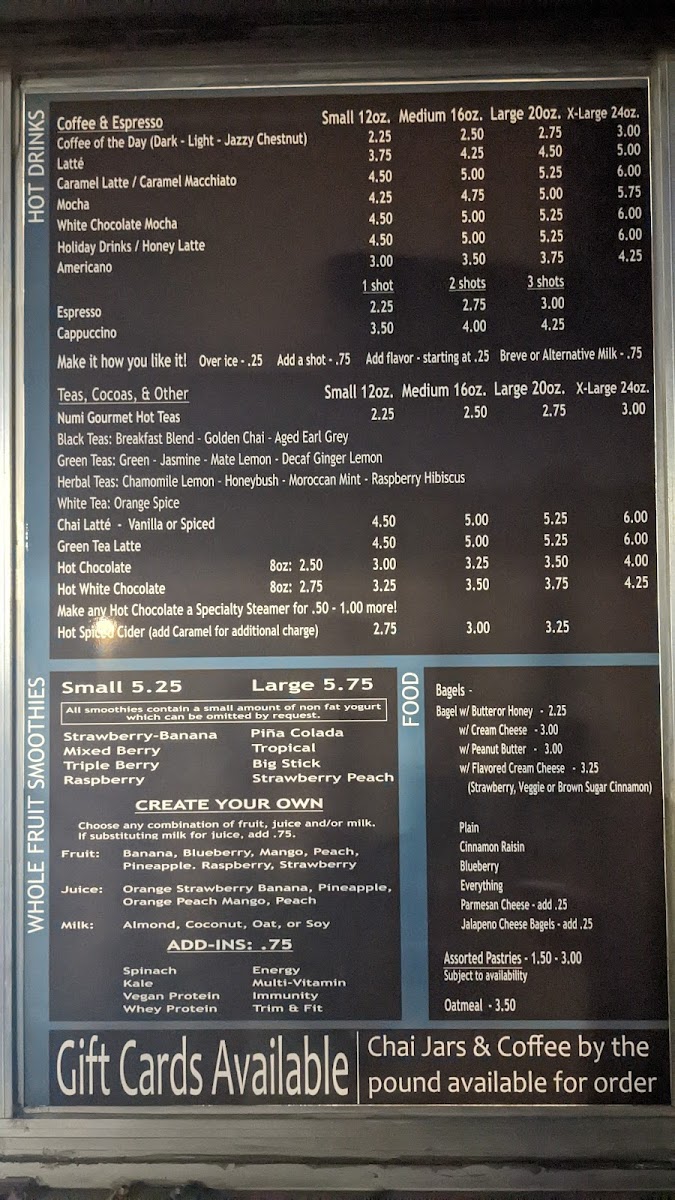 HOT DRINKS
Coffee & Espresso Small 12oz. Medium 16oz. Large 20oz. X-Large 24oz.
Coffee of the Day (Dark - Light - Jazzy Chestnut) 2.25 2.50 2.75 3.00
Latté 3.75 4.25 4.50 5.00
Caramel Latte / Caramel Macchiato 4.50 5.00 5.25 6.00
Mocha 4.25 4.75 5.00 5.75
White Chocolate Mocha 4.50 5.00 5.25 6.00
Holiday Drinks / Honey Latte 4.50 5.00 5.25 6.00
Americano 3.00 3.50 3.75 4.25
1 shot 2 shots 3 shots
Espresso 2.25 2.75 3.00
Cappuccino 3.50 4.00 4.25
Make it how you like it! Over ice - .25 Add a shot - .75 Add flavor - starting at .25 Breve or Alternative Milk - .75
Teas, Cocoas, & Other Small 12oz. Medium 16oz. Large 20oz. X-Large 24oz.
Numi Gourmet Hot Teas 2.25 2.50 2.75 3.00
Black Teas: Breakfast Blend - Golden Chai - Aged Earl Grey
Green Teas: Green - Jasmine - Mate Lemon - Decaf Ginger Lemon
Herbal Teas: Chamomile Lemon - Honeybush - Moroccan Mint - Raspberry Hibiscus
White Tea: Orange Spice
Chai Latté - Vanilla or Spiced 4.50 5.00 5.25 6.00
Green Tea Latte 4.50 5.00 5.25 6.00
Hot Chocolate 8oz: 2.50 3.00 3.25 3.50 4.00
Hot White Chocolate 8oz: 2.75 3.25 3.50 3.75 4.25
Make any Hot Chocolate a Specialty Steamer for .50 - 1.00 more!
Hot Spiced Cider (add Caramel for additional charge) 2.75 3.00 3.25
WHOLE FRUIT SMOOTHIES
Small 5.25 Large 5.75
All smoothies contain a small amount of non fat yogurt
which can be omitted by request.
Strawberry-Banana Piña Colada
Mixed Berry Tropical
Triple Berry Big Stick
Raspberry Strawberry Peach
CREATE YOUR OWN
Choose any combination of fruit, juice and/or milk.
If substituting milk for juice, add .75.
Fruit: Banana, Blueberry, Mango, Peach,
Pineapple. Raspberry, Strawberry
Juice: Orange Strawberry Banana, Pineapple,
Orange Peach Mango, Peach
Milk: Almond, Coconut, Oat, or Soy
ADD-INS: .75
Spinach Energy
Kale Multi-Vitamin
Vegan Protein Immunity
Whey Protein Trim & Fit
FOOD
Bagels -
Bagel w/ Butter or Honey - 2.25
w/ Cream Cheese - 3.00
w/ Peanut Butter - 3.00
w/ Flavored Cream Cheese - 3.25
(Strawberry, Veggie or Brown Sugar Cinnamon)
Plain
Cinnamon Raisin
Blueberry
Everything
Parmesan Cheese - add .25
Jalapeno Cheese Bagels - add .25
Assorted Pastries - 1.50 - 3.00
Subject to availability
Oatmeal - 3.50
Gift Cards Available
Chai Jars & Coffee by the
pound available for order